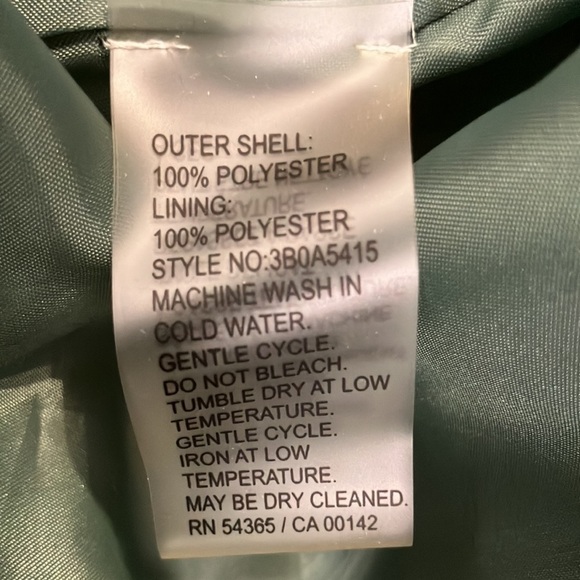 OUTER SHELL:
100% POLYESTER
LINING:
100% POLYESTER
STYLE NO:3B0A5415
MACHINE WASH IN
COLD WATER.
GENTLE CYCLE.
DO NOT BLEACH.
TUMBLE DRY AT LOW
TEMPERATURE.
GENTLE CYCLE.
IRON AT LOW
TEMPERATURE.
MAY BE DRY CLEANED.
RN 54365 / CA 00142